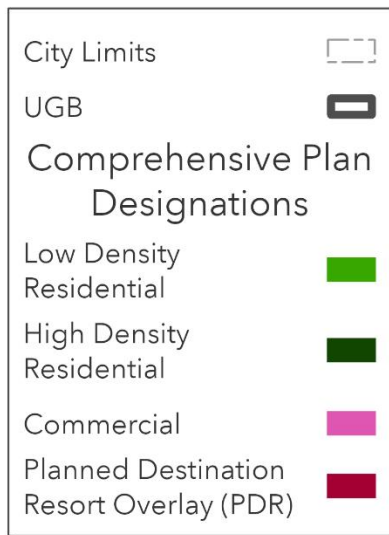 City Limits
UGB
Comprehensive Plan
Designations
Low Density
Residential
High Density
Residential
Commercial
Planned Destination
Resort Overlay (PDR)